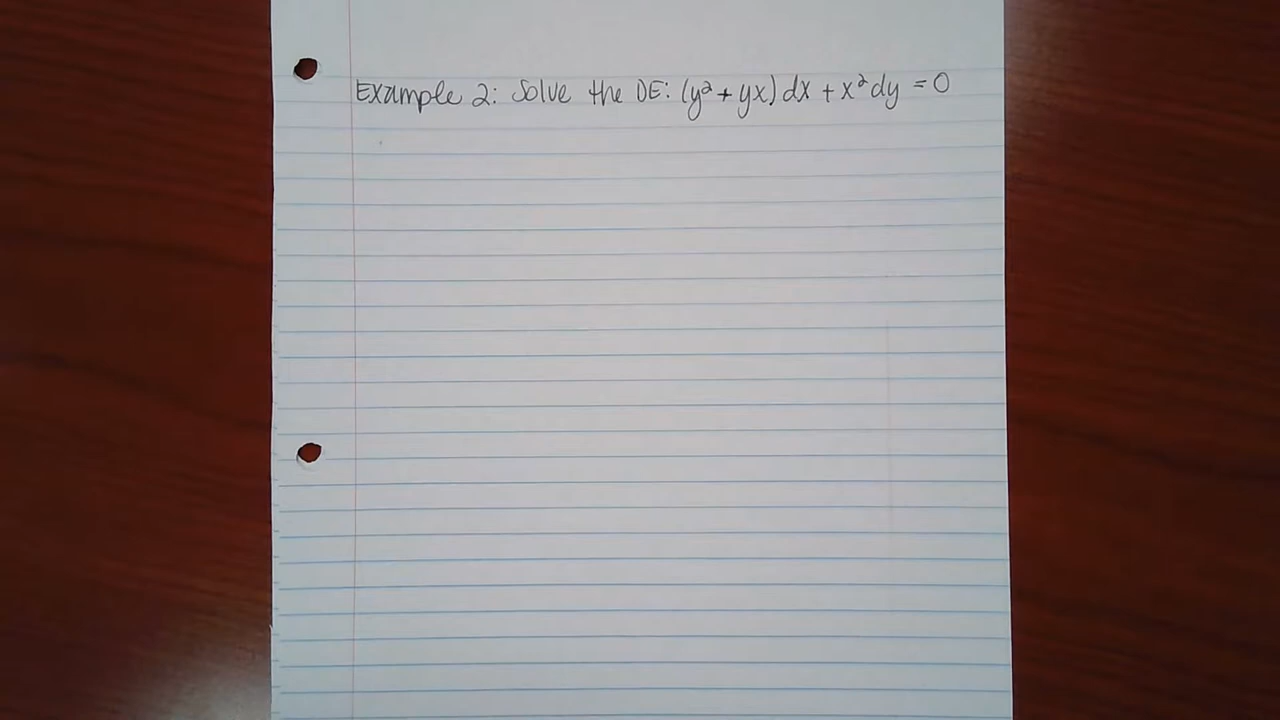 Example 2: Solve the DE: (y² + yx) dx + x² dy = 0